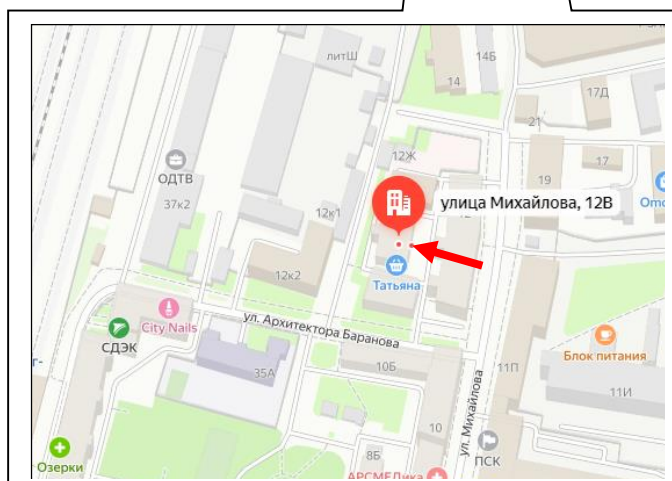 литШ
14Б
14
17Д
21
ОДТВ
37к2
12Ж
17
19
улица Михайлова, 12В
12к1
12к2
Татьяна
City Nails
ул. Архитектора Баранова
СДЭК
Блок питания
35А
10Б
11П
11И
ул. Михайлова
10
8Б
ПСК
Озерки
АРСМЕДика